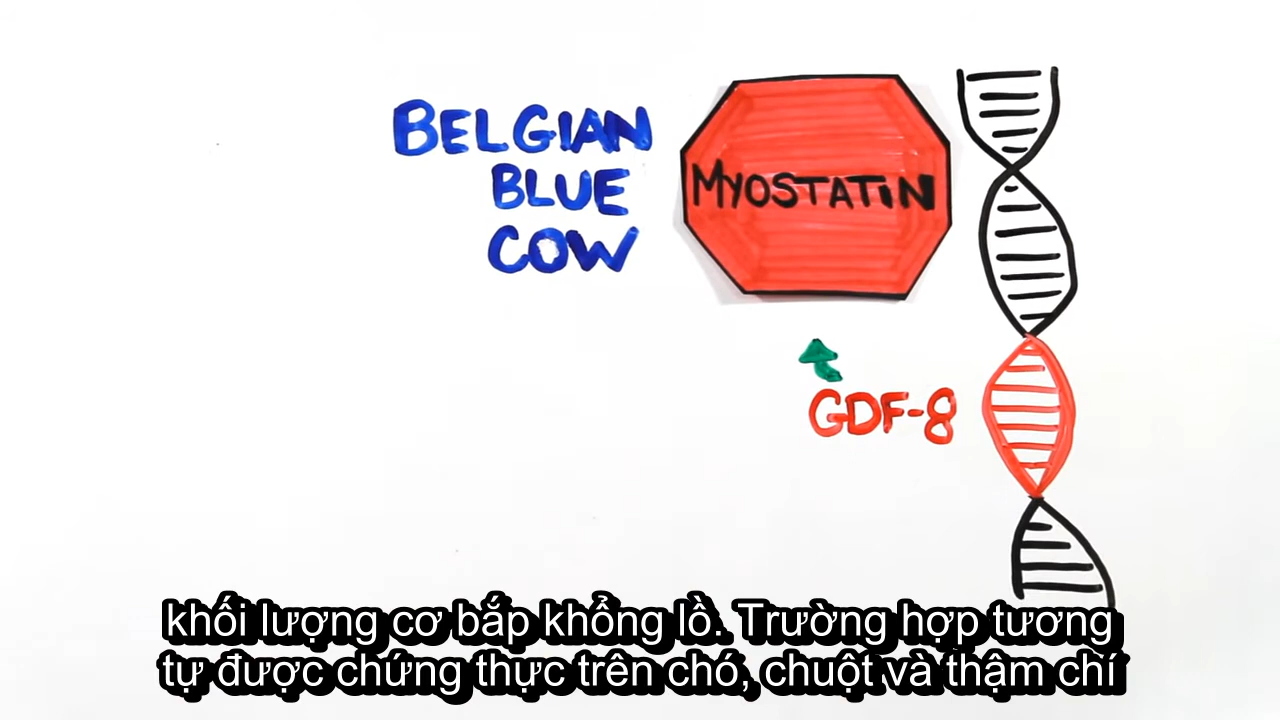 BELGIAN
BLUE
COW
MYOSTATIN
GDF-8
khối lượng cơ bắp khổng lồ. Trường hợp tương
tự được chứng thực trên chó, chuột và thậm chí